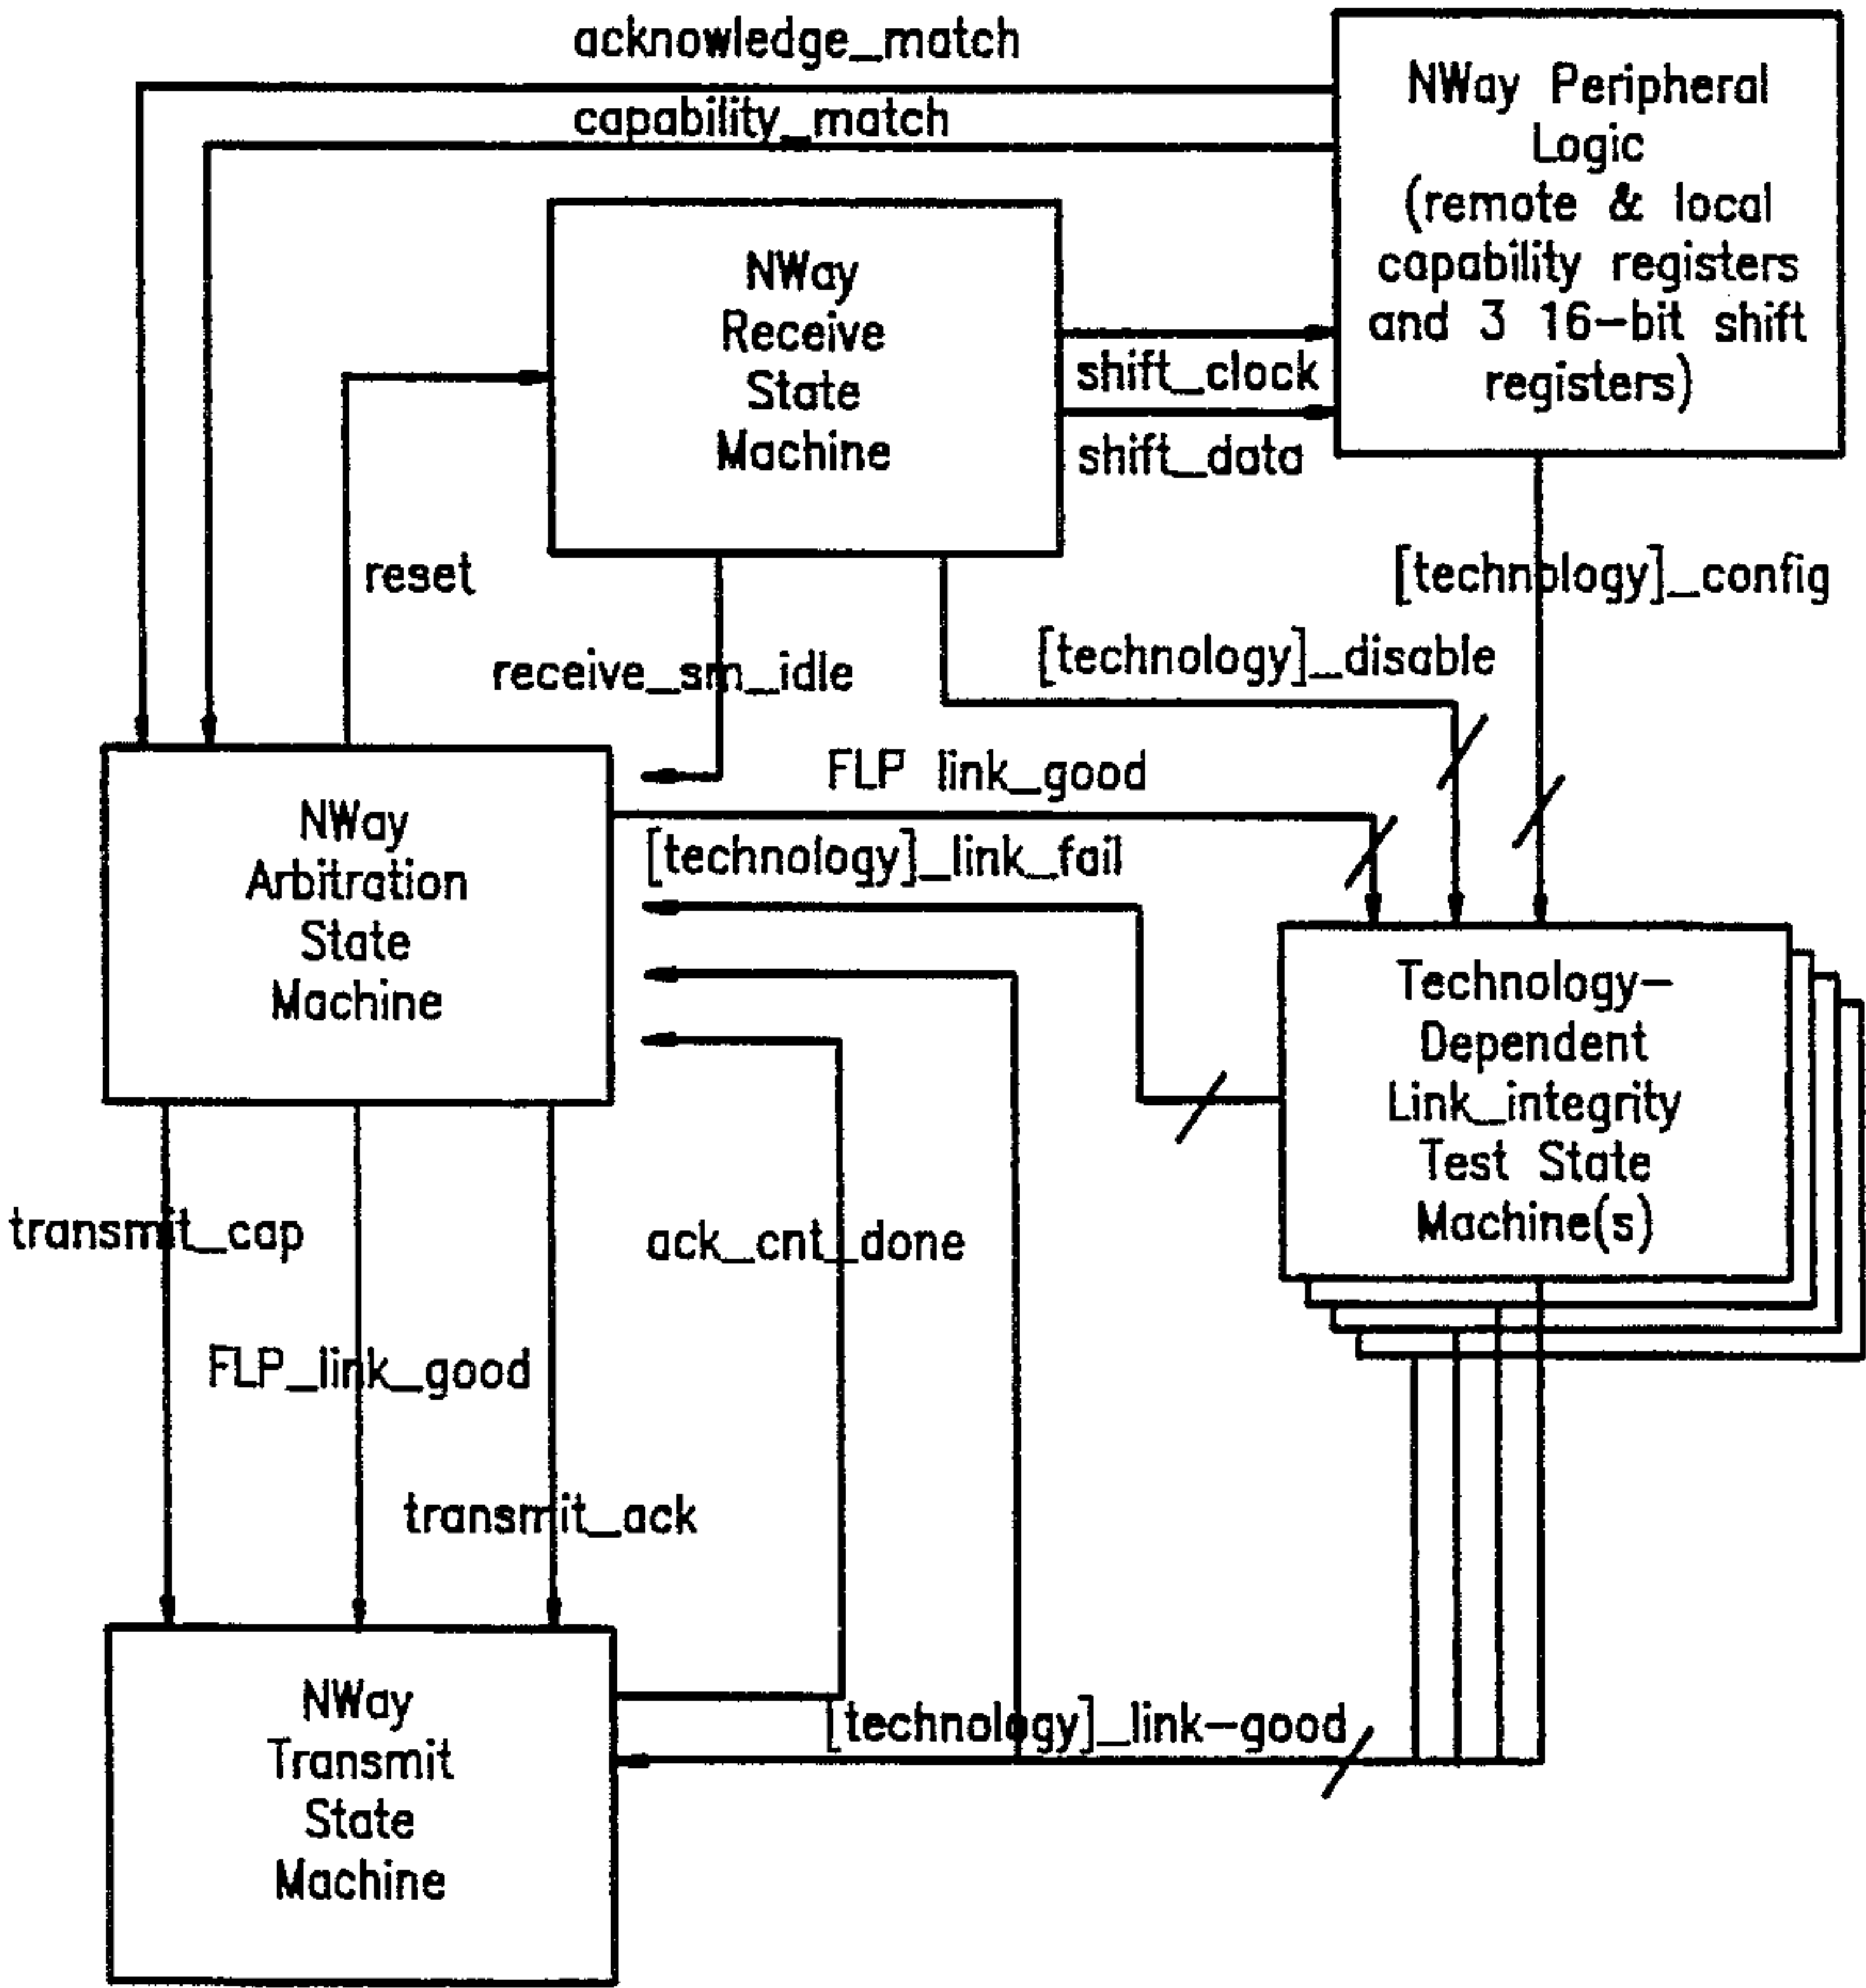 acknowledge_match
capability_match
NWay Peripheral
Logic
(remote & local
capability registers
and 3 16-bit shift
registers)
NWay
Receive
State
Machine
shift_clock
shift_data
reset
receive_sm_idle
[technology]_config
[technology]_disable
FLP link_good
[technology]_link_fail
NWay
Arbitration
State
Machine
Technology-
Dependent
Link_integrity
Test State
Machine(s)
transmit_cap
ack_cnt_done
FLP_link_good
transmit_ack
NWay
Transmit
State
Machine
[technology]_link-good